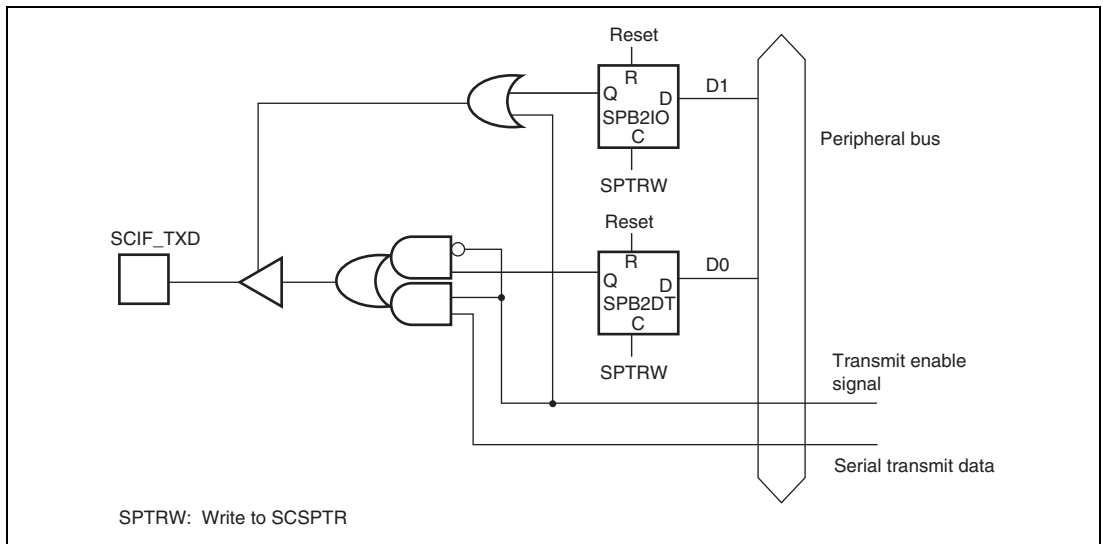 Reset
R
D1
Q
D
SPB2IO
C
Peripheral bus
SPTRW
Reset
SCIF_TXD
R
D0
Q
D
SPB2DT
C
SPTRW
Transmit enable
signal
Serial transmit data
SPTRW: Write to SCSPTR